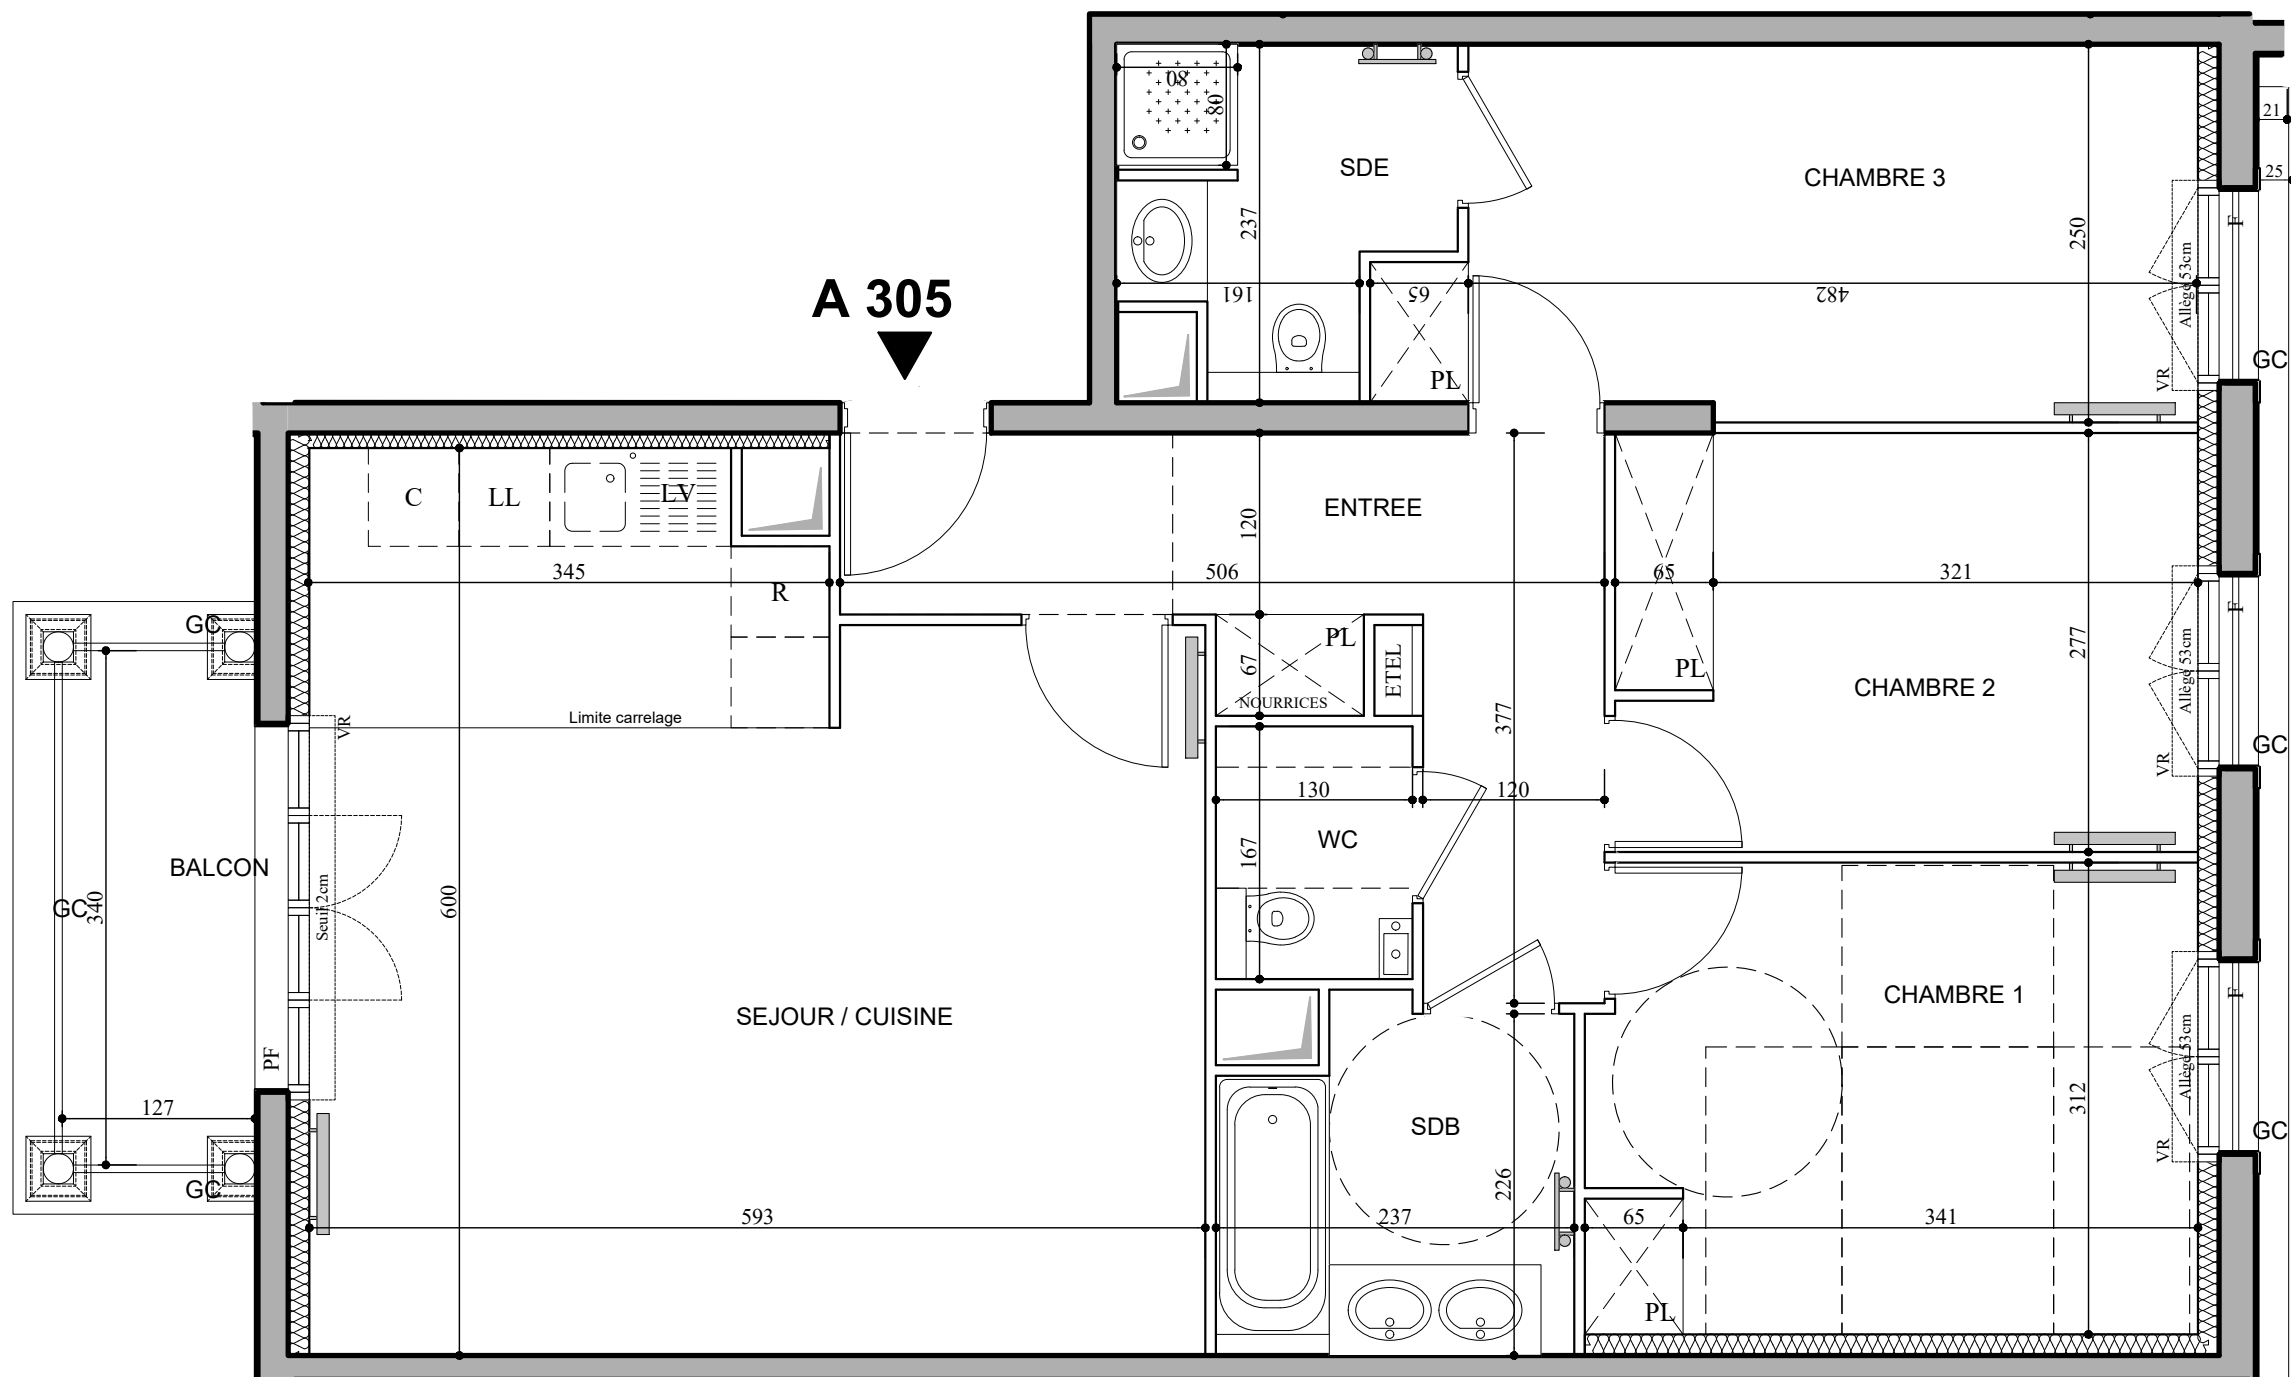 80
80
SDE
CHAMBRE 3
21
25
237
250
F
Allège 53cm
161
65
482
A 305
PL
VR
GC
C
LL
LV
ENTREE
120
345
506
65
321
R
F
GC
PL
67
ETEL
277
Allège 53cm
PL
CHAMBRE 2
NOURRICES
Limite carrelage
VR
377
GC
VR
130
120
WC
167
BALCON
GC
340
600
Seuil 2cm
CHAMBRE 1
F
SEJOUR / CUISINE
PF
Allège 53cm
127
312
SDB
GC
VR
226
GC
593
237
65
341
PL